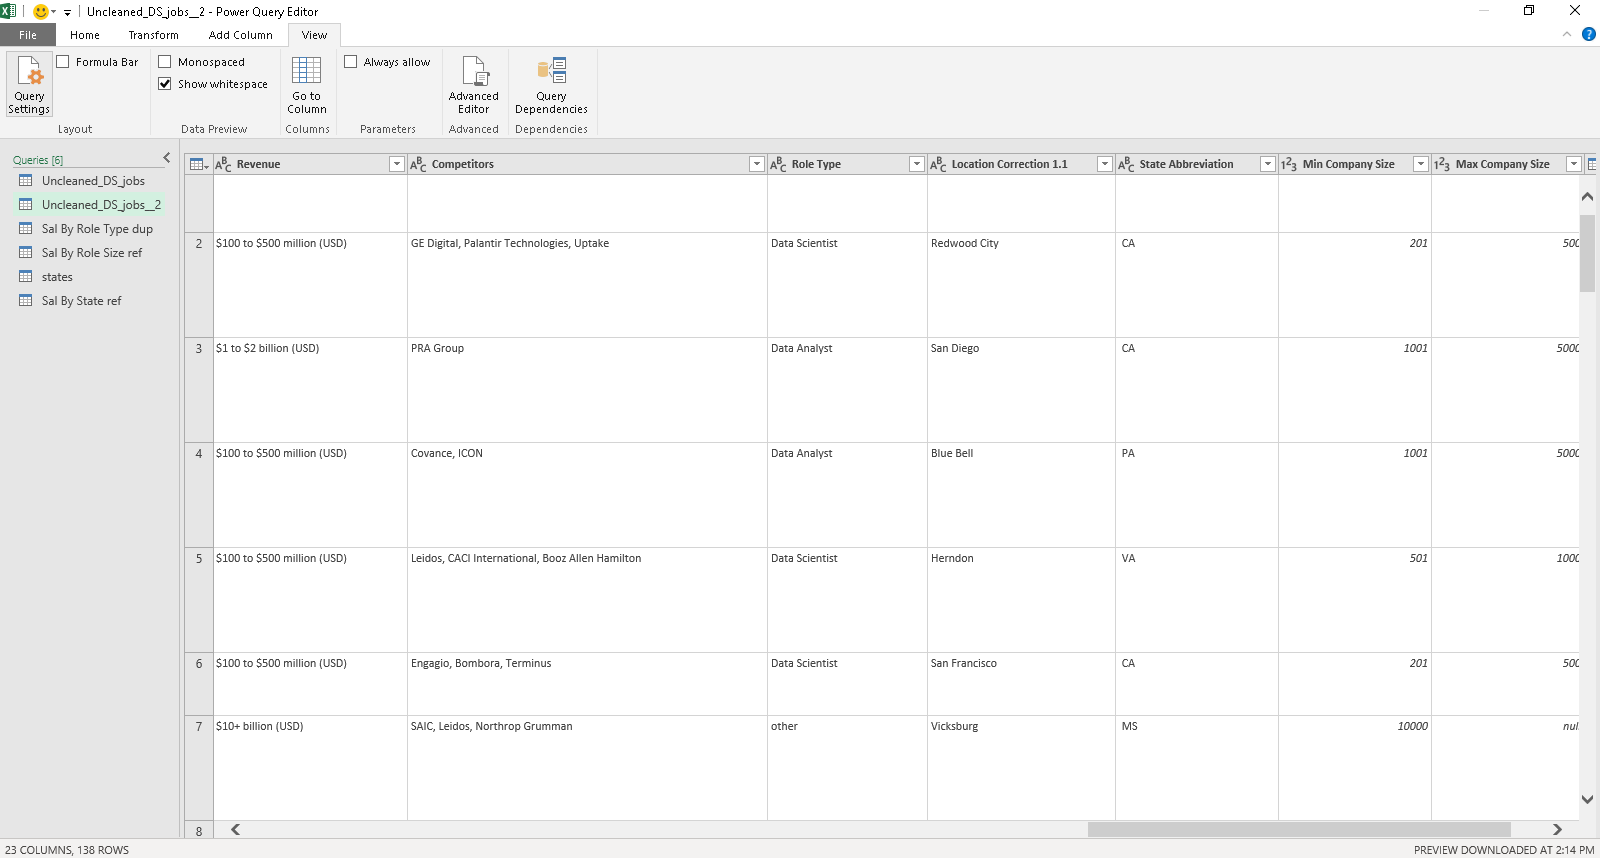 Uncleaned_DS_jobs__2 - Power Query Editor
File Home Transform Add Column View
Query Settings
Formula Bar
Layout
Monospaced
Show whitespace
Data Preview
Go to Column
Columns
Always allow
Parameters
Advanced Editor
Advanced
Query Dependencies
Dependencies
Queries [6]
Uncleaned_DS_jobs
Uncleaned_DS_jobs__2
Sal By Role Type dup
Sal By Role Size ref
states
Sal By State ref
Revenue Competitors Role Type Location Correction 1.1 State Abbreviation Min Company Size Max Company Size
2 $100 to $500 million (USD) GE Digital, Palantir Technologies, Uptake Data Scientist Redwood City CA 201 500
3 $1 to $2 billion (USD) PRA Group Data Analyst San Diego CA 1001 5000
4 $100 to $500 million (USD) Covance, ICON Data Analyst Blue Bell PA 1001 5000
5 $100 to $500 million (USD) Leidos, CACI International, Booz Allen Hamilton Data Scientist Herndon VA 501 1000
6 $100 to $500 million (USD) Engagio, Bombora, Terminus Data Scientist San Francisco CA 201 500
7 $10+ billion (USD) SAIC, Leidos, Northrop Grumman other Vicksburg MS 10000 nul
8
23 COLUMNS, 138 ROWS
PREVIEW DOWNLOADED AT 2:14 PM